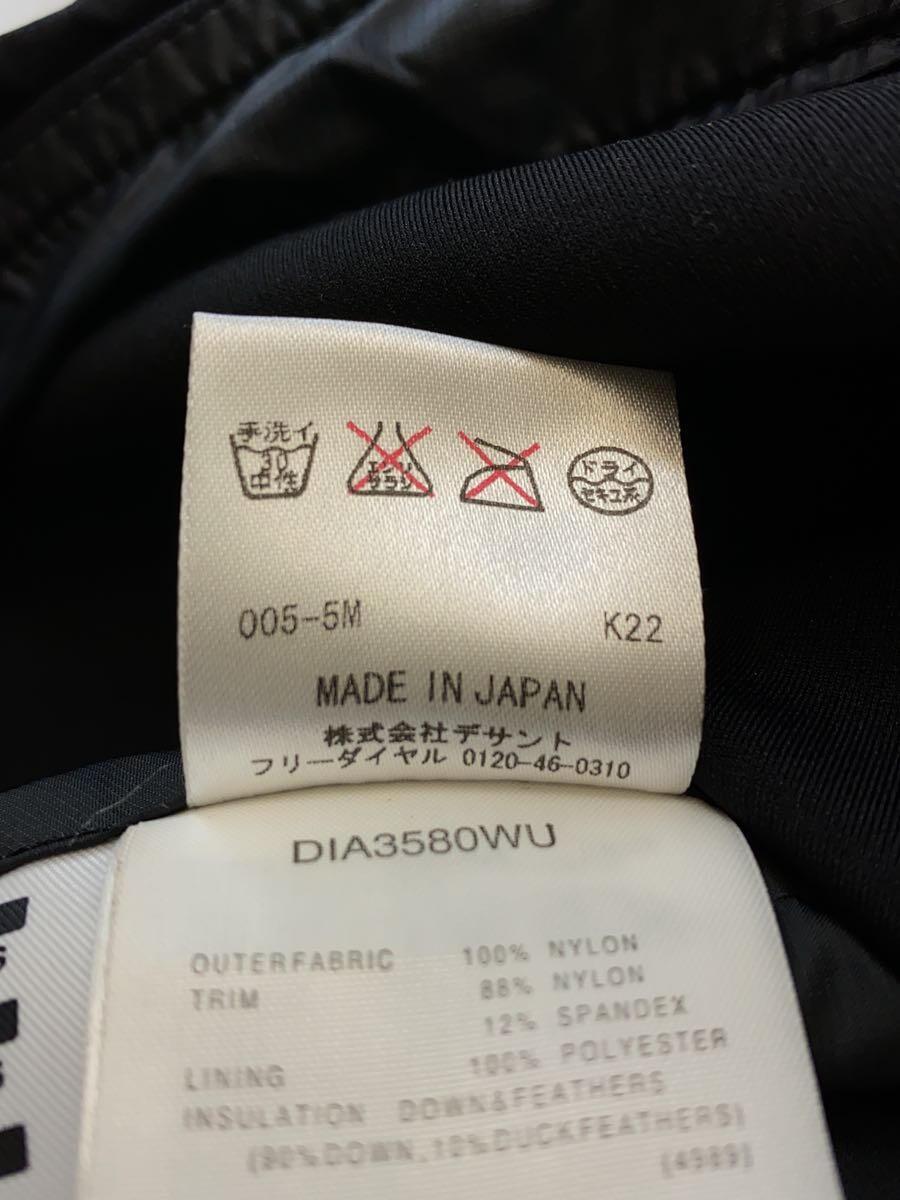 手洗イ
30
中性
エンソ
サラシ
ドライ
セキユ系
005-5M
K22
MADE IN JAPAN
株式会社デサント
フリーダイヤル 0120-46-0310
DIA3580WU
OUTERFABRIC 100% NYLON
TRIM 88% NYLON
12% SPANDEX
LINING 100% POLYESTER
INSULATION DOWN&FEATHERS
(90%DOWN,10%DUCKFEATHERS)
[4989]